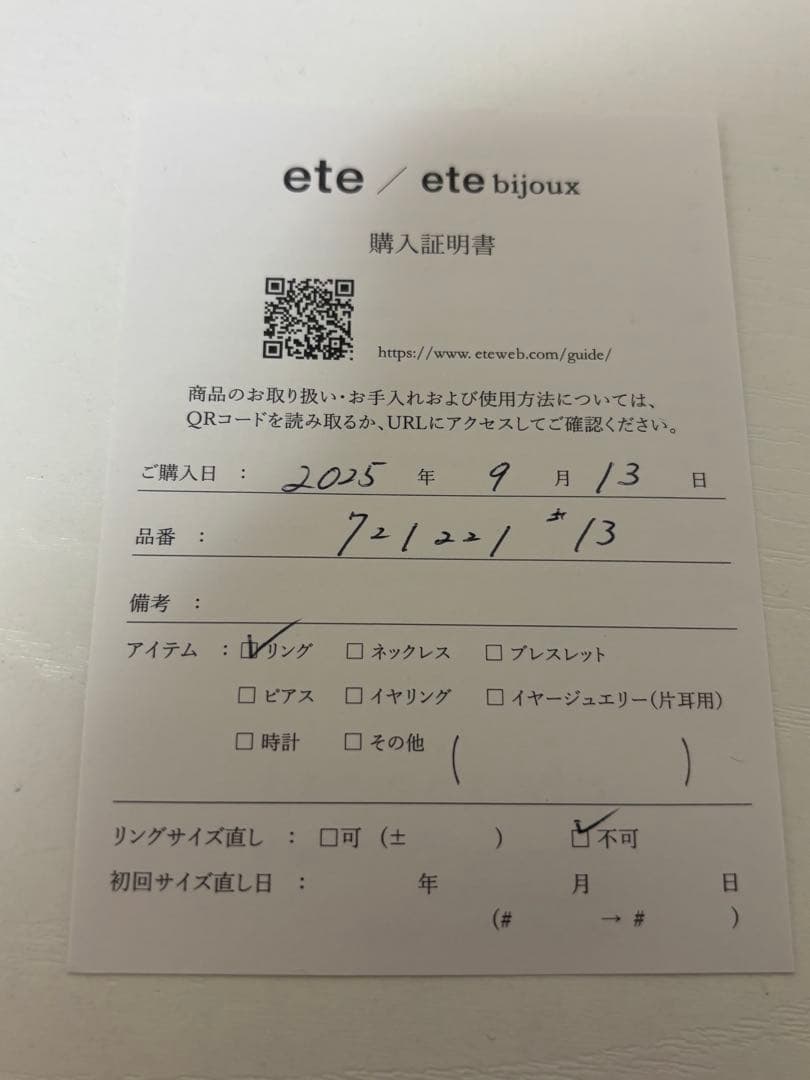 ete / ete bijoux
購入証明書
https://www.eteweb.com/guide/
商品のお取り扱い・お手入れおよび使用方法については、
QRコードを読み取るか、URLにアクセスしてご確認ください。
ご購入日 : 2025 年 9 月 13 日
品番 : 721221 #13
備考 :
アイテム : ☑リング □ネックレス □ブレスレット
□ピアス □イヤリング □イヤージュエリー(片耳用)
□時計 □その他 ( )
リングサイズ直し : □可 (± ) ☑不可
初回サイズ直し日 : 年 月 日
(# → # )